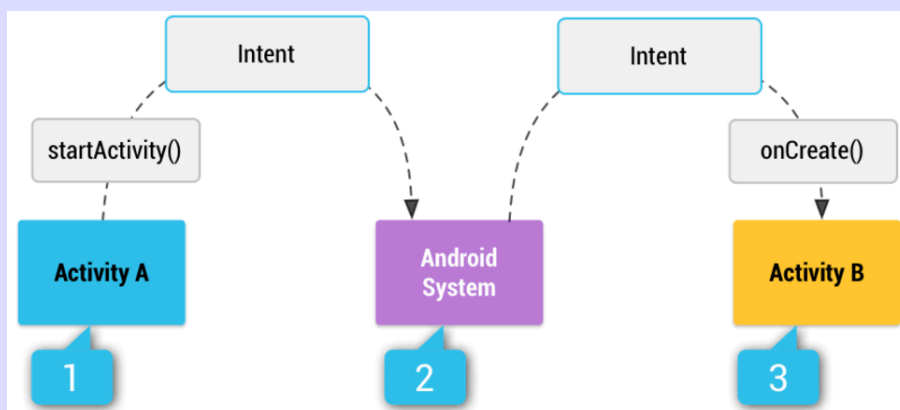 Intent
Intent
startActivity()
onCreate()
Activity A
Android
System
Activity B
1
2
3